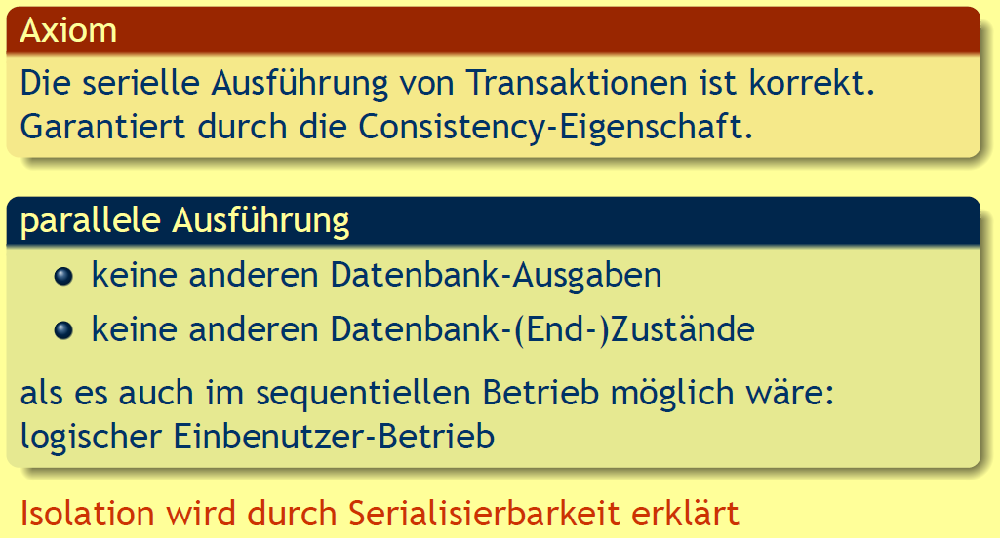 Axiom
Die serielle Ausführung von Transaktionen ist korrekt.
Garantiert durch die Consistency-Eigenschaft.
parallele Ausführung
keine anderen Datenbank-Ausgaben
keine anderen Datenbank-(End-)Zustände
als es auch im sequentiellen Betrieb möglich wäre:
logischer Einbenutzer-Betrieb
Isolation wird durch Serialisierbarkeit erklärt